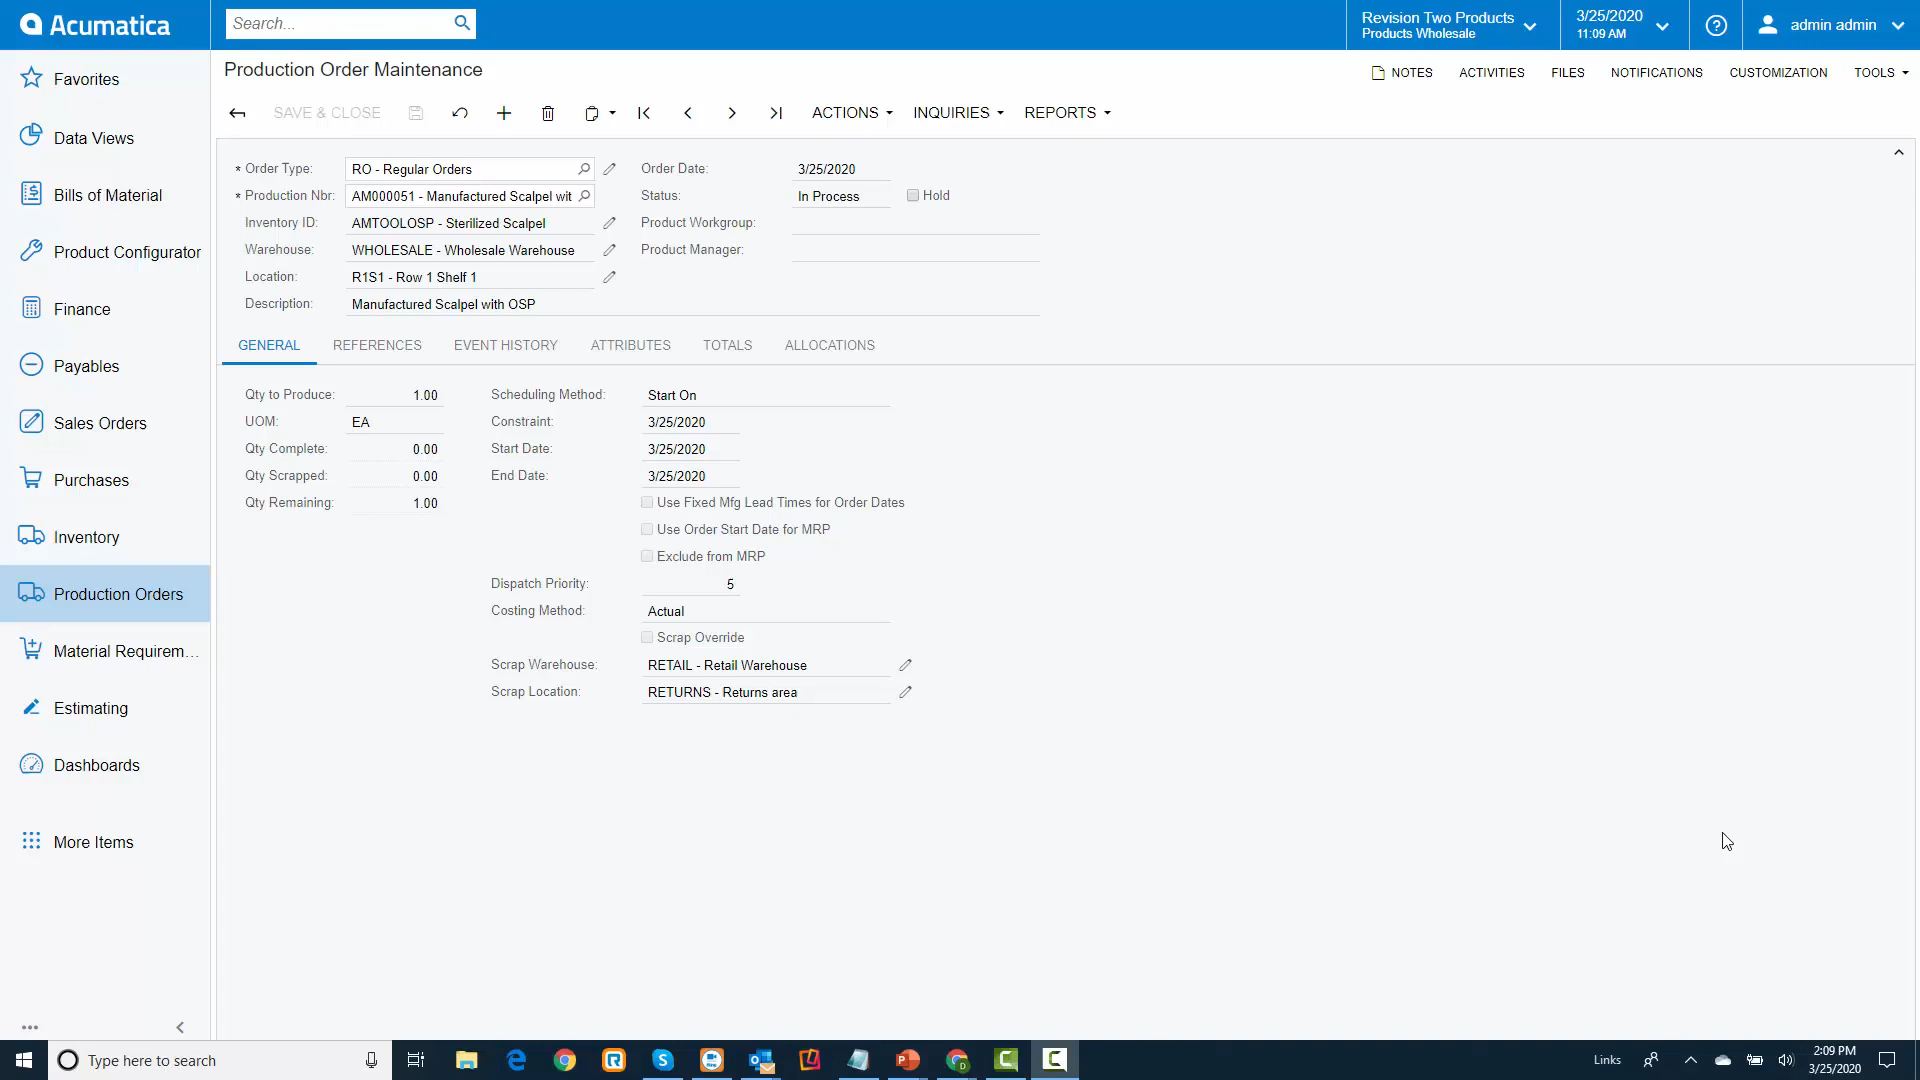 Acumatica
Search...
Revision Two Products
Products Wholesale
3/25/2020
11:09 AM
admin admin
Production Order Maintenance
NOTES ACTIVITIES FILES NOTIFICATIONS CUSTOMIZATION TOOLS
SAVE & CLOSE ACTIONS INQUIRIES REPORTS
Favorites
Data Views
Bills of Material
Product Configurator
Finance
Payables
Sales Orders
Purchases
Inventory
Production Orders
Material Requirem...
Estimating
Dashboards
More Items
* Order Type: RO - Regular Orders
* Production Nbr: AM000051 - Manufactured Scalpel wit
Inventory ID: AMTOOLOSP - Sterilized Scalpel
Warehouse: WHOLESALE - Wholesale Warehouse
Location: R1S1 - Row 1 Shelf 1
Description: Manufactured Scalpel with OSP
Order Date: 3/25/2020
Status: In Process Hold
Product Workgroup:
Product Manager:
GENERAL REFERENCES EVENT HISTORY ATTRIBUTES TOTALS ALLOCATIONS
Qty to Produce: 1.00
UOM: EA
Qty Complete: 0.00
Qty Scrapped: 0.00
Qty Remaining: 1.00
Scheduling Method: Start On
Constraint: 3/25/2020
Start Date: 3/25/2020
End Date: 3/25/2020
Use Fixed Mfg Lead Times for Order Dates
Use Order Start Date for MRP
Exclude from MRP
Dispatch Priority: 5
Costing Method: Actual
Scrap Override
Scrap Warehouse: RETAIL - Retail Warehouse
Scrap Location: RETURNS - Returns area
Type here to search
Links
2:09 PM
3/25/2020